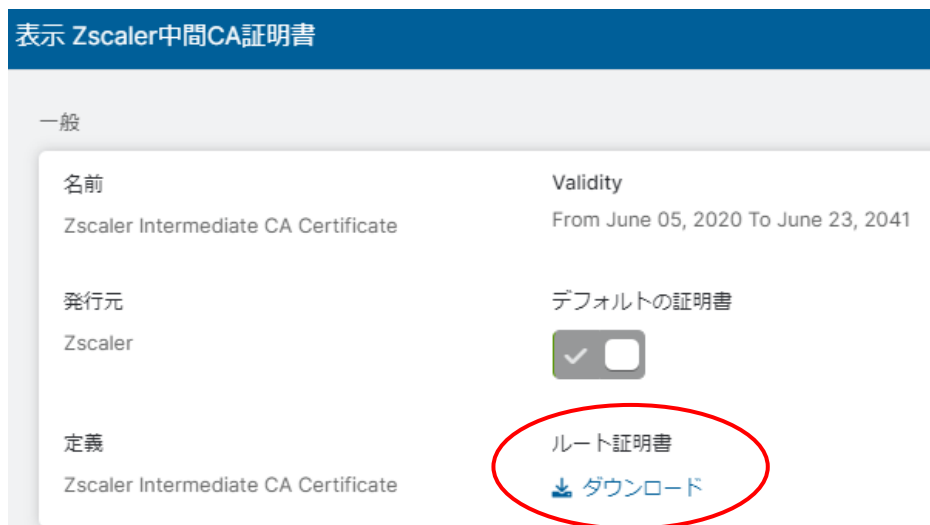 表示 Zscaler中間CA証明書
一般
名前
Zscaler Intermediate CA Certificate
Validity
From June 05, 2020 To June 23, 2041
発行元
Zscaler
デフォルトの証明書
定義
Zscaler Intermediate CA Certificate
ルート証明書
ダウンロード